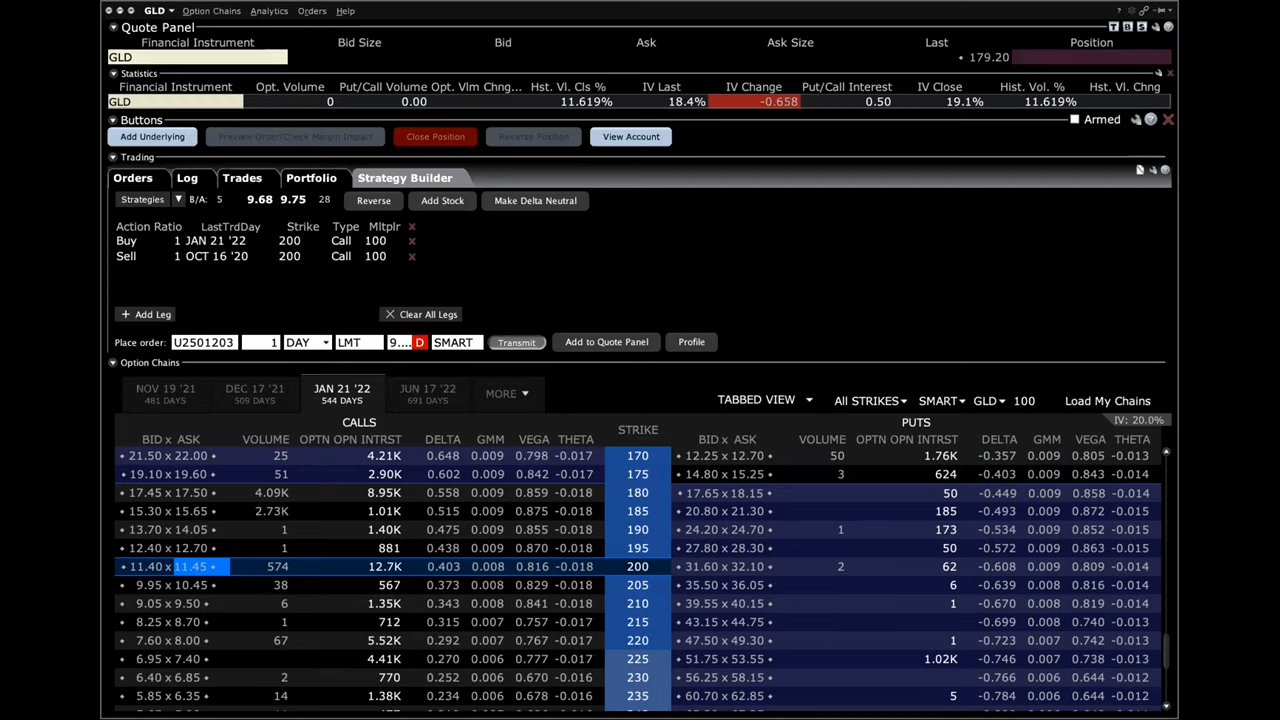 GLD Option Chains Analytics Orders Help ?
Quote Panel T B S
Financial Instrument Bid Size Bid Ask Ask Size Last Position
GLD • 179.20
Statistics
Financial Instrument Opt. Volume Put/Call Volume Opt. Vlm Chng... Hst. Vl. Cls % IV Last IV Change Put/Call Interest IV Close Hist. Vol. % Hst. Vl. Chng
GLD 0 0.00 11.619% 18.4% -0.658 0.50 19.1% 11.619%
Buttons
Add Underlying Preview Order/Check Margin Impact Close Position Reverse Position View Account Armed
Trading
Orders Log Trades Portfolio Strategy Builder
Strategies B/A: 5 9.68 9.75 28 Reverse Add Stock Make Delta Neutral
Action Ratio LastTrdDay Strike Type Mltplr x
Buy 1 JAN 21 '22 200 Call 100 x
Sell 1 OCT 16 '20 200 Call 100 x
+ Add Leg X Clear All Legs
Place order: U2501203 1 DAY LMT 9.... D SMART Transmit Add to Quote Panel Profile
Option Chains
NOV 19 '21 DEC 17 '21 JAN 21 '22 JUN 17 '22 MORE
481 DAYS 509 DAYS 544 DAYS 691 DAYS
TABBED VIEW All STRIKES SMART GLD 100 Load My Chains
CALLS STRIKE PUTS IV: 20.0%
BID x ASK VOLUME OPTN OPN INTRST DELTA GMM VEGA THETA BID x ASK VOLUME OPTN OPN INTRST DELTA GMM VEGA THETA
21.50 x 22.00 25 4.21K 0.648 0.009 0.798 -0.017 170 12.25 x 12.70 50 1.76K -0.357 0.009 0.805 -0.013
19.10 x 19.60 51 2.90K 0.602 0.009 0.842 -0.017 175 14.80 x 15.25 3 624 -0.403 0.009 0.832 -0.014
17.45 x 17.50 4.09K 8.95K 0.558 0.009 0.859 -0.018 180 17.65 x 18.15 50 -0.449 0.009 0.858 -0.014
15.30 x 15.65 2.73K 1.01K 0.515 0.009 0.875 -0.018 185 20.80 x 21.30 185 -0.493 0.009 0.872 -0.015
13.70 x 14.05 1 1.40K 0.475 0.009 0.855 -0.018 190 24.20 x 24.70 1 173 -0.534 0.009 0.852 -0.015
12.40 x 12.70 1 881 0.438 0.009 0.870 -0.018 195 27.80 x 28.30 50 -0.572 0.009 0.866 -0.014
11.40 x 11.45 574 12.7K 0.403 0.008 0.816 -0.018 200 31.60 x 32.10 2 62 -0.608 0.009 0.809 -0.014
9.95 x 10.45 38 567 0.373 0.008 0.829 -0.018 205 35.50 x 36.05 6 -0.639 0.008 0.816 -0.014
9.05 x 9.50 6 1.35K 0.343 0.008 0.841 -0.018 210 39.55 x 40.15 1 -0.670 0.008 0.819 -0.014
8.25 x 8.70 1 712 0.315 0.007 0.757 -0.018 215 43.15 x 44.75 -0.699 0.008 0.740 -0.013
7.60 x 8.00 67 5.52K 0.292 0.007 0.767 -0.017 220 47.50 x 49.30 1 -0.723 0.007 0.742 -0.013
6.95 x 7.40 4.41K 0.270 0.006 0.777 -0.017 225 51.75 x 53.55 1.02K -0.746 0.007 0.738 -0.013
6.40 x 6.85 2 770 0.252 0.006 0.670 -0.016 230 56.25 x 58.15 -0.766 0.006 0.644 -0.012
5.85 x 6.35 14 1.38K 0.234 0.006 0.678 -0.016 235 60.70 x 62.85 5 -0.784 0.006 0.644 -0.012